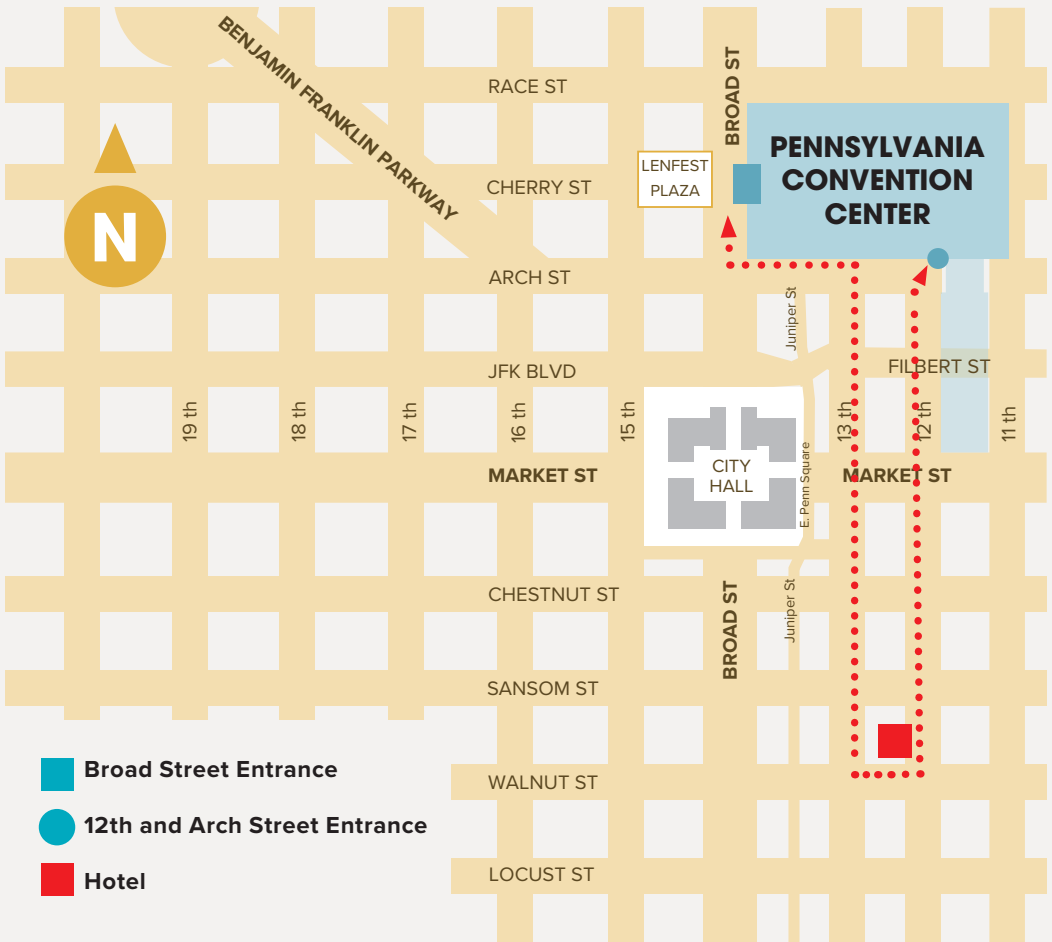 BENJAMIN FRANKLIN PARKWAY
RACE ST
BROAD ST
PENNSYLVANIA
CONVENTION
CENTER
LENFEST
PLAZA
CHERRY ST
N
ARCH ST
Juniper St
JFK BLVD
FILBERT ST
19 th
18 th
17 th
16 th
15 th
13 th
12 th
11 th
CITY
HALL
E. Penn Square
MARKET ST
MARKET ST
CHESTNUT ST
BROAD ST
Juniper St
SANSOM ST
WALNUT ST
LOCUST ST
Broad Street Entrance
12th and Arch Street Entrance
Hotel